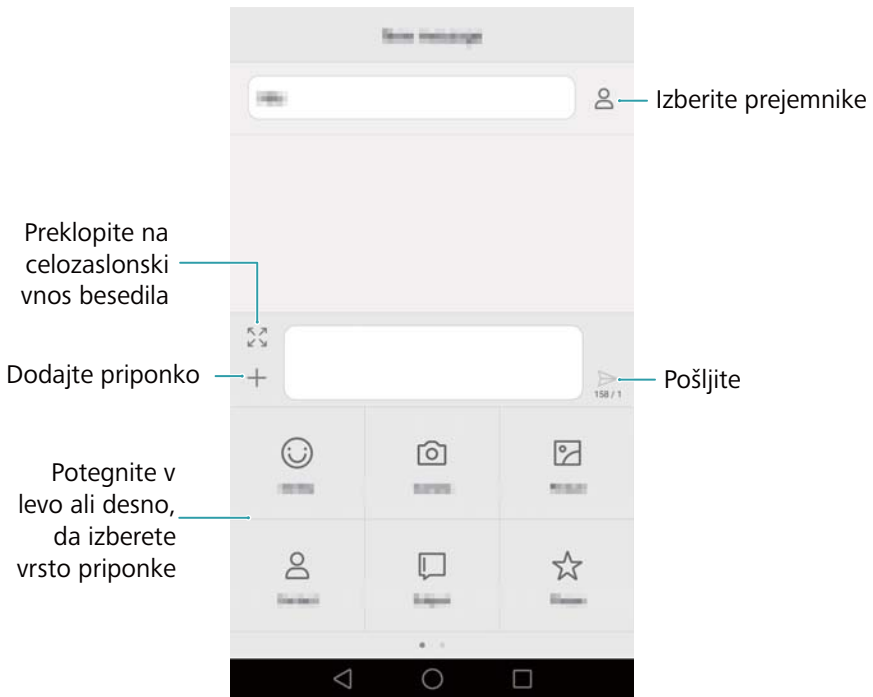 Izberite prejemnike
Preklopite na
celozaslonski
vnos besedila
Dodajte priponko
Pošljite
158 / 1
Potegnite v
levo ali desno,
da izberete
vrsto priponke